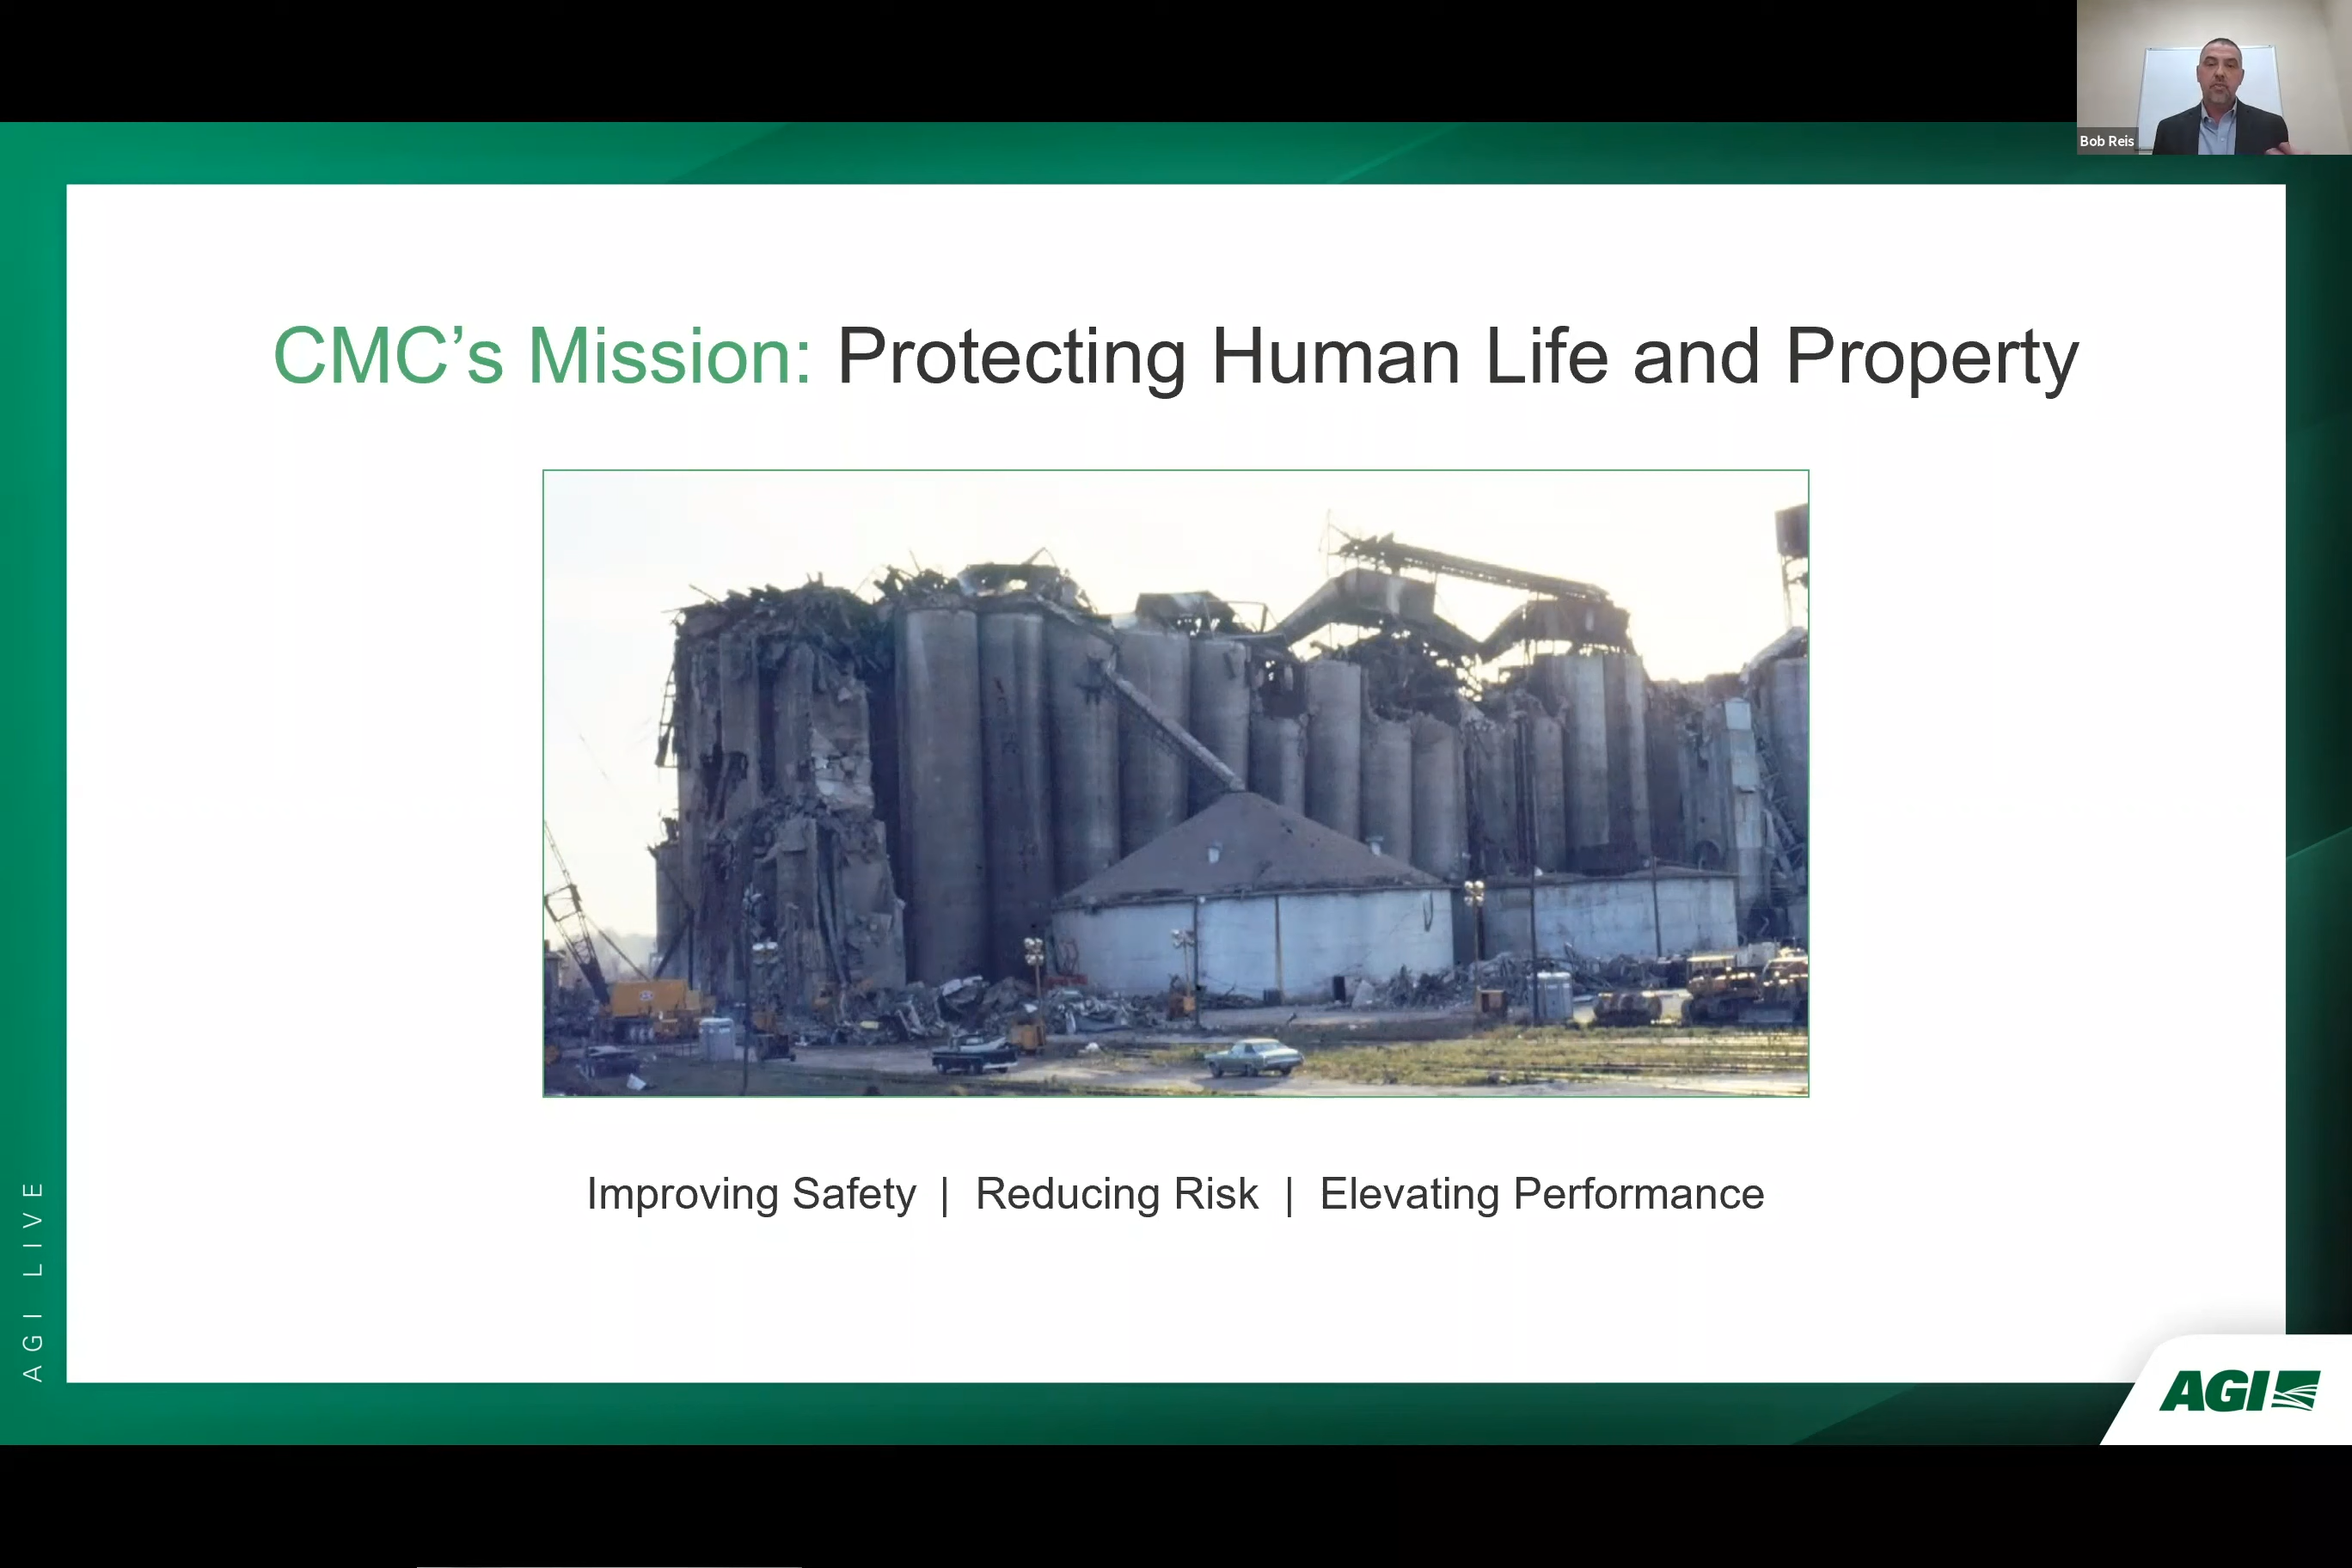 Bob Reis
CMC’s Mission: Protecting Human Life and Property
Improving Safety | Reducing Risk | Elevating Performance
AGI LIVE
AGI